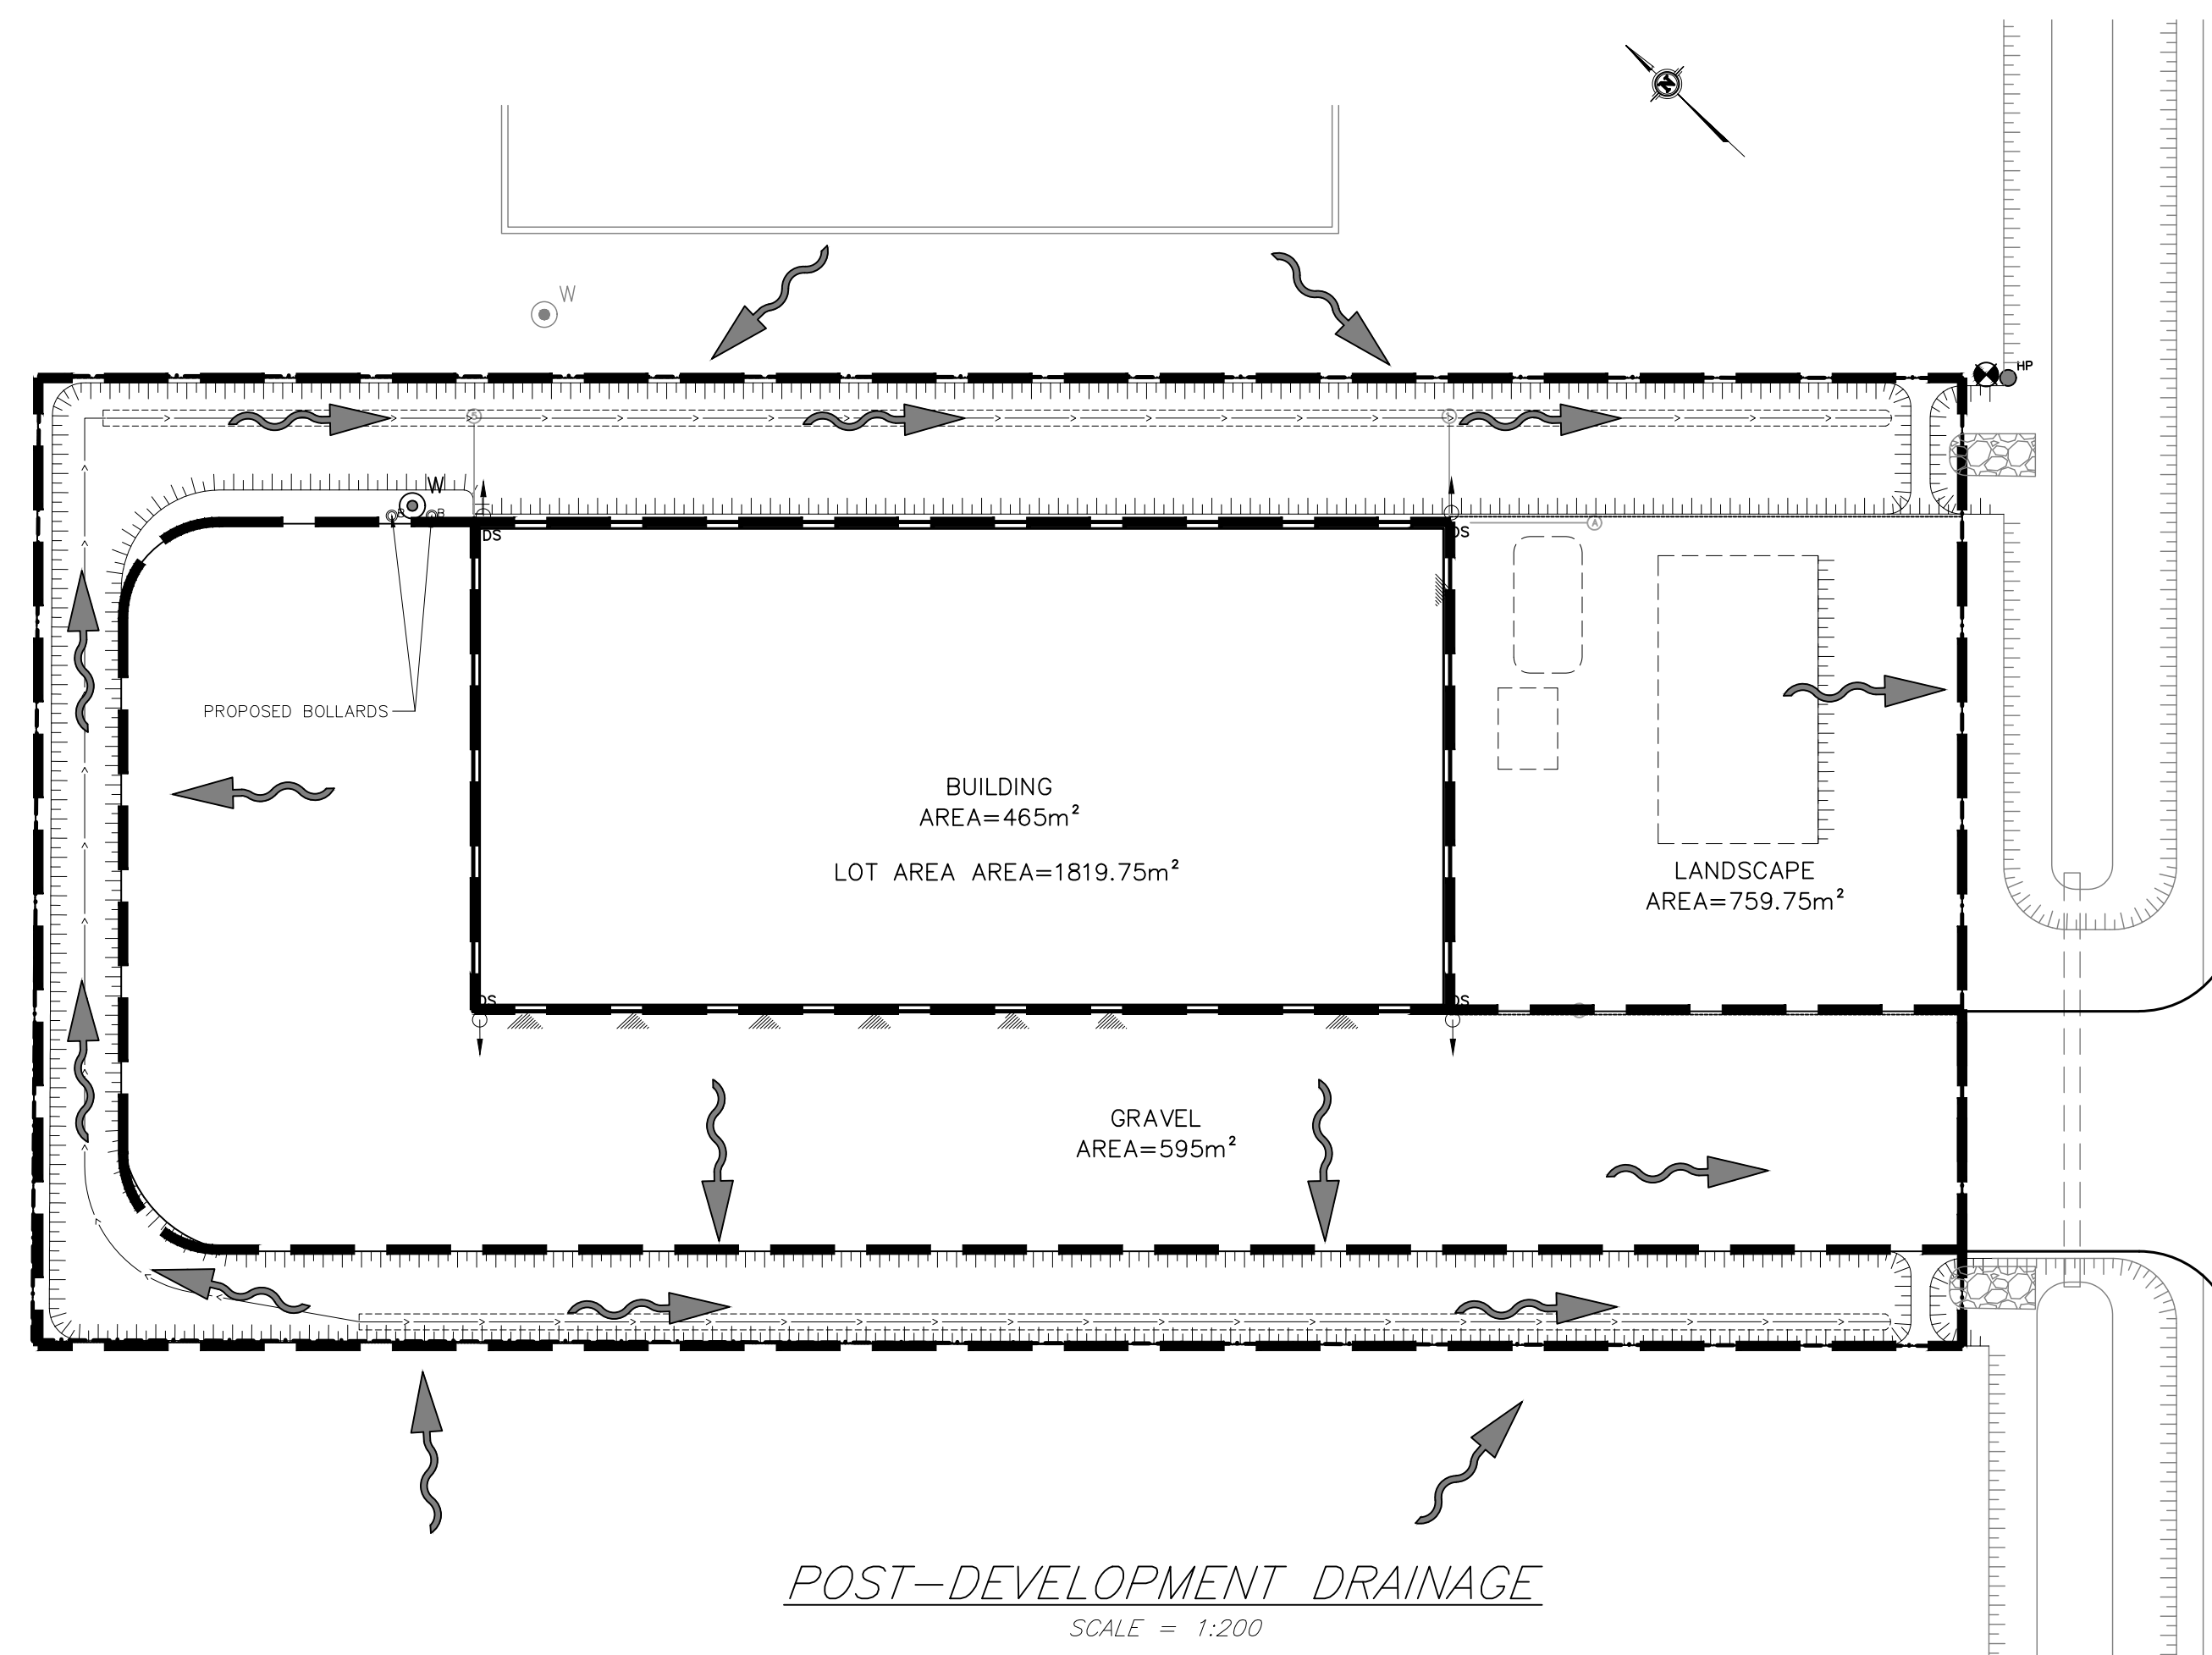 N
W
HP
W
B
B
DS
DS
A
PROPOSED BOLLARDS
BUILDING
AREA=465m²
LOT AREA AREA=1819.75m²
LANDSCAPE
AREA=759.75m²
DS
DS
GRAVEL
AREA=595m²
POST-DEVELOPMENT DRAINAGE
SCALE = 1:200